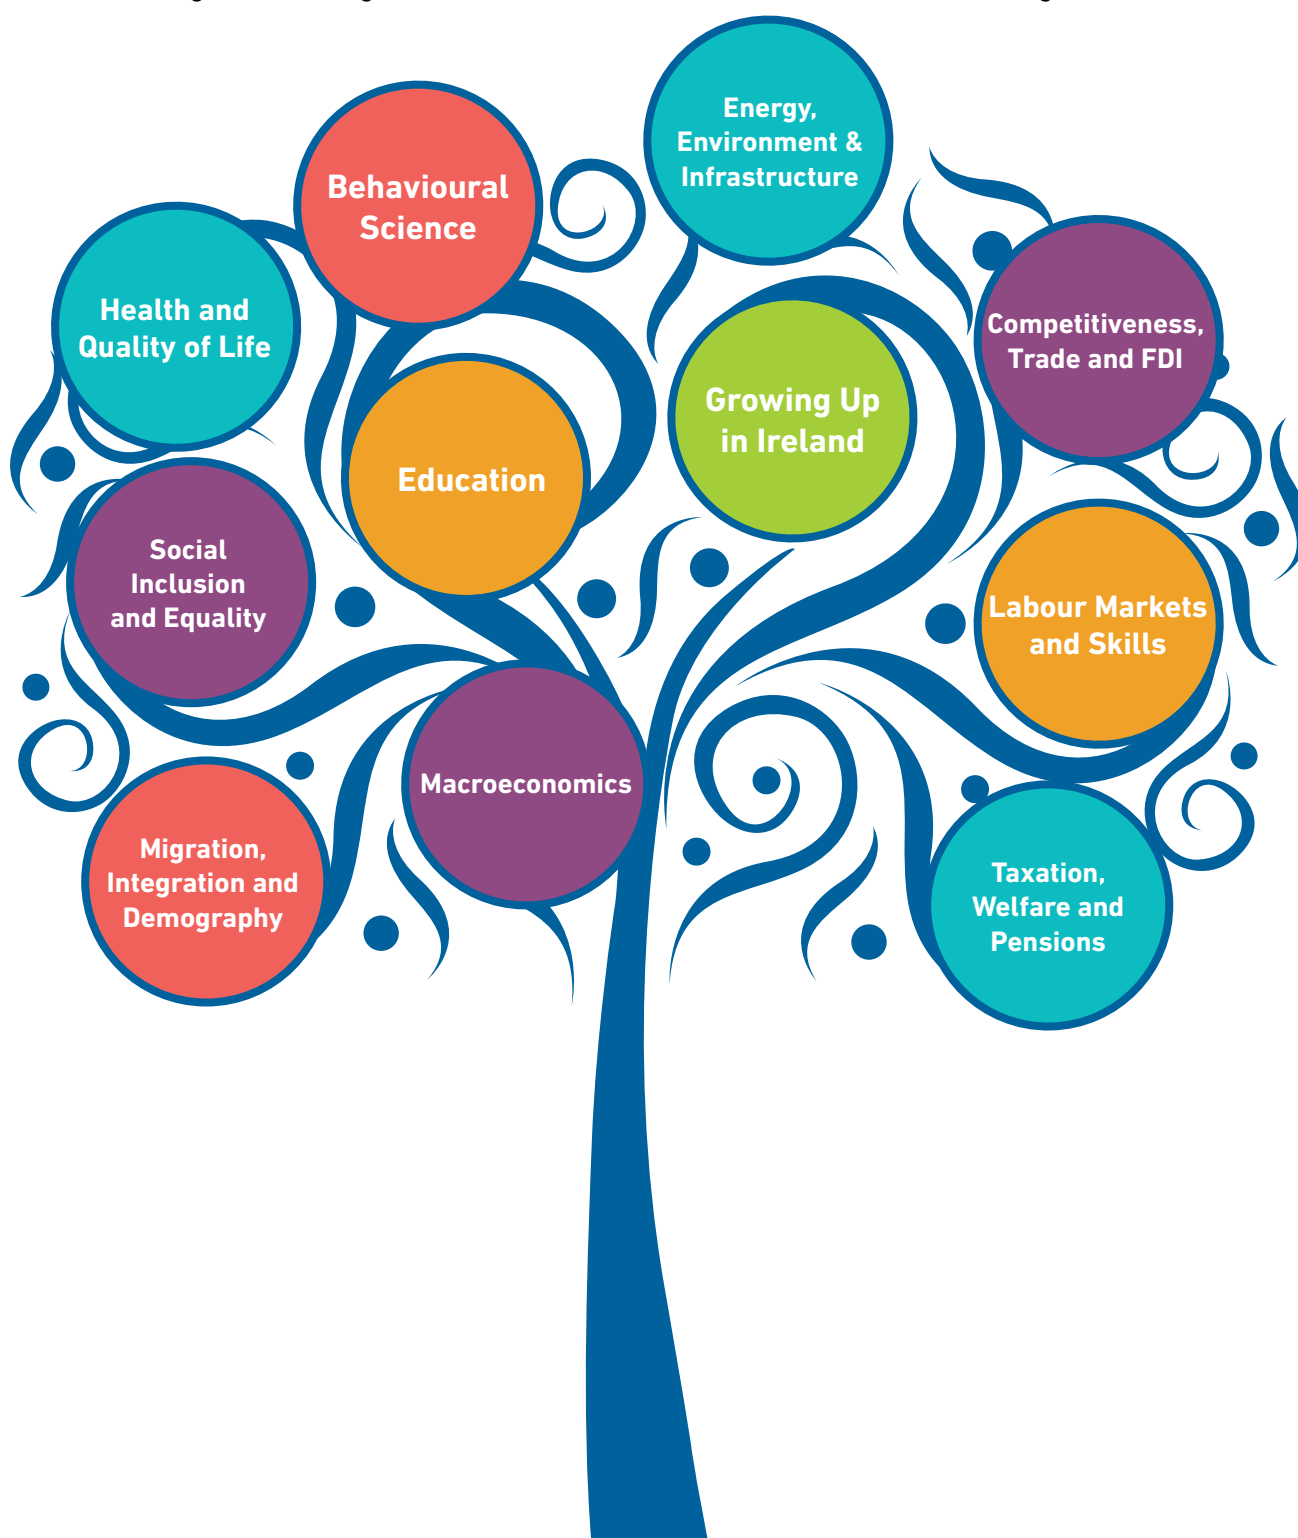 Energy,
Environment &
Infrastructure
Behavioural
Science
Health and
Quality of Life
Competitiveness,
Trade and FDI
Growing Up
in Ireland
Education
Social
Inclusion
and Equality
Labour Markets
and Skills
Macroeconomics
Migration,
Integration and
Demography
Taxation,
Welfare and
Pensions